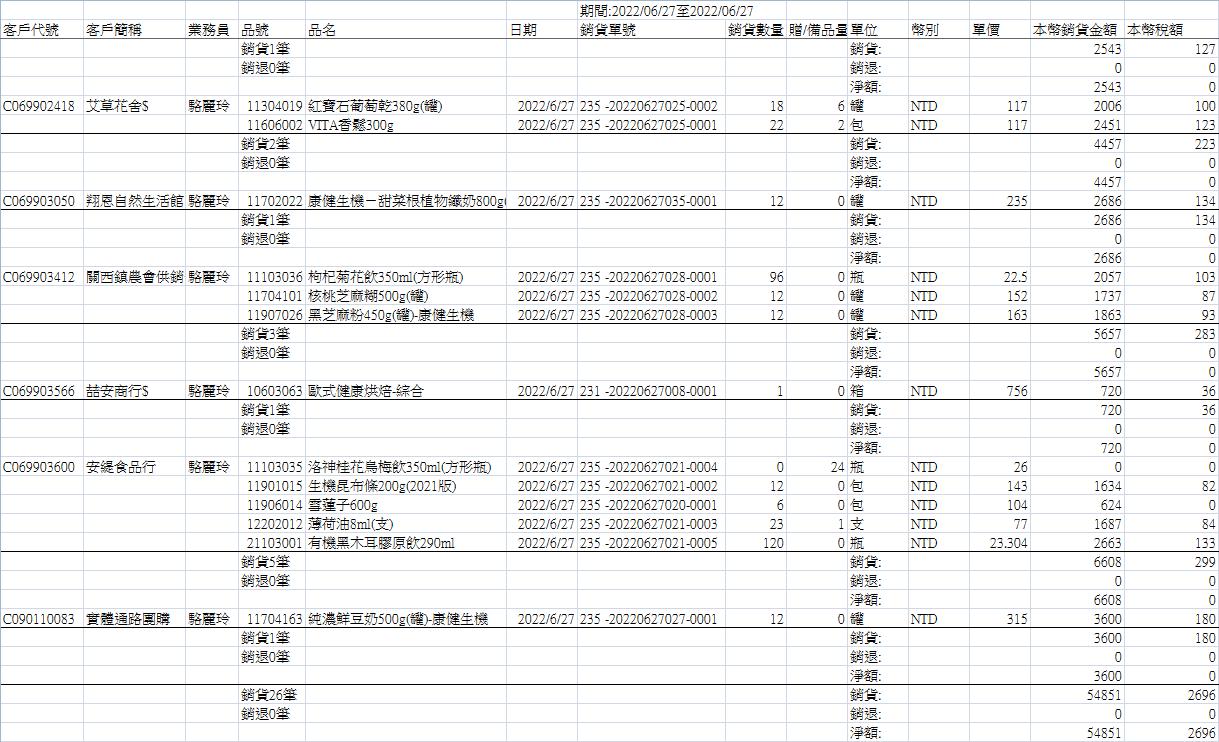 期間:2022/06/27至2022/06/27
客戶代號 客戶簡稱 業務員 品號 品名 日期 銷貨單號 銷貨數量 贈/備品量 單位 幣別 單價 本幣銷貨金額 本幣稅額
銷貨1筆 銷貨: 2543 127
銷退0筆 銷退: 0 0
淨額: 2543 0
C069902418 艾草花舍$ 駱麗玲 11304019 紅寶石葡萄乾380g(罐) 2022/6/27 235 -20220627025-0002 18 6 罐 NTD 117 2006 100
11606002 VITA香鬆300g 2022/6/27 235 -20220627025-0001 22 2 包 NTD 117 2451 123
銷貨2筆 銷貨: 4457 223
銷退0筆 銷退: 0 0
淨額: 4457 0
C069903050 翔恩自然生活館 駱麗玲 11702022 康健生機－甜菜根植物纖奶800g( 2022/6/27 235 -20220627035-0001 12 0 罐 NTD 235 2686 134
銷貨1筆 銷貨: 2686 134
銷退0筆 銷退: 0 0
淨額: 2686 0
C069903412 關西鎮農會供銷 駱麗玲 11103036 枸杞菊花飲350ml(方形瓶) 2022/6/27 235 -20220627028-0001 96 0 瓶 NTD 22.5 2057 103
11704101 核桃芝麻糊500g(罐) 2022/6/27 235 -20220627028-0002 12 0 罐 NTD 152 1737 87
11907026 黑芝麻粉450g(罐)-康健生機 2022/6/27 235 -20220627028-0003 12 0 罐 NTD 163 1863 93
銷貨3筆 銷貨: 5657 283
銷退0筆 銷退: 0 0
淨額: 5657 0
C069903566 喆安商行$ 駱麗玲 10603063 歐式健康烘焙-綜合 2022/6/27 231 -20220627008-0001 1 0 箱 NTD 756 720 36
銷貨1筆 銷貨: 720 36
銷退0筆 銷退: 0 0
淨額: 720 0
C069903600 安緹食品行 駱麗玲 11103035 洛神桂花烏梅飲350ml(方形瓶) 2022/6/27 235 -20220627021-0004 0 24 瓶 NTD 26 0 0
11901015 生機昆布條200g(2021版) 2022/6/27 235 -20220627021-0002 12 0 包 NTD 143 1634 82
11906014 雪蓮子600g 2022/6/27 235 -20220627020-0001 6 0 包 NTD 104 624 0
12202012 薄荷油8ml(支) 2022/6/27 235 -20220627021-0003 23 1 支 NTD 77 1687 84
21103001 有機黑木耳膠原飲290ml 2022/6/27 235 -20220627021-0005 120 0 瓶 NTD 23.304 2663 133
銷貨5筆 銷貨: 6608 299
銷退0筆 銷退: 0 0
淨額: 6608 0
C090110083 實體通路團購 駱麗玲 11704163 純濃鮮豆奶500g(罐)-康健生機 2022/6/27 235 -20220627027-0001 12 0 罐 NTD 315 3600 180
銷貨1筆 銷貨: 3600 180
銷退0筆 銷退: 0 0
淨額: 3600 0
銷貨26筆 銷貨: 54851 2696
銷退0筆 銷退: 0 0
淨額: 54851 2696